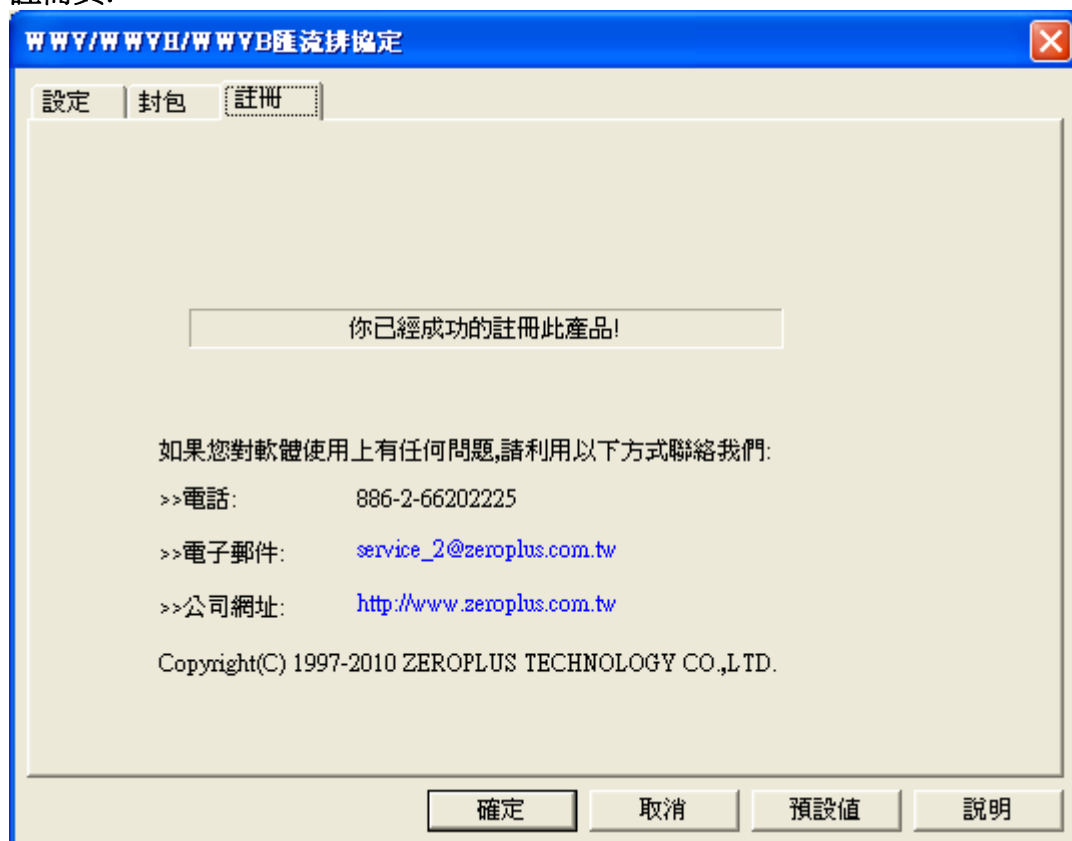 註冊頁:
WWV/WWVH/WWVB匯流排協定
設定 封包 註冊
你已經成功的註冊此產品!
如果您對軟體使用上有任何問題,請利用以下方式聯絡我們:
>>電話: 886-2-66202225
>>電子郵件: service_2@zeroplus.com.tw
>>公司網址: http://www.zeroplus.com.tw
Copyright(C) 1997-2010 ZEROPLUS TECHNOLOGY CO.,LTD.
確定 取消 預設值 說明